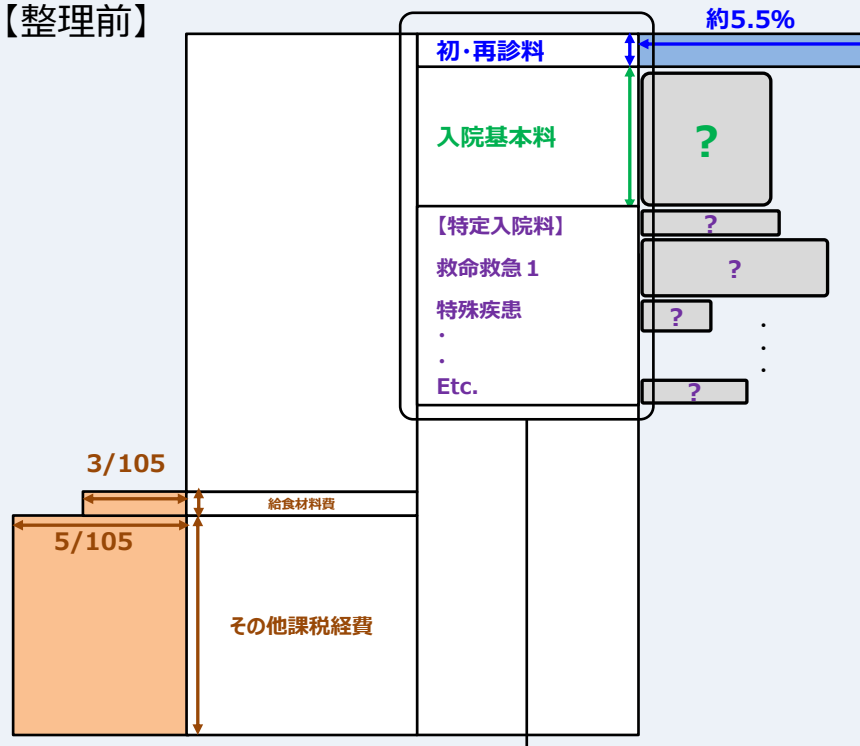 【整理前】
約5.5%
初・再診料
入院基本料
?
【特定入院料】
?
救命救急1
?
特殊疾患
?
・
・
・
・
・
Etc.
?
3/105
給食材料費
5/105
その他課税経費